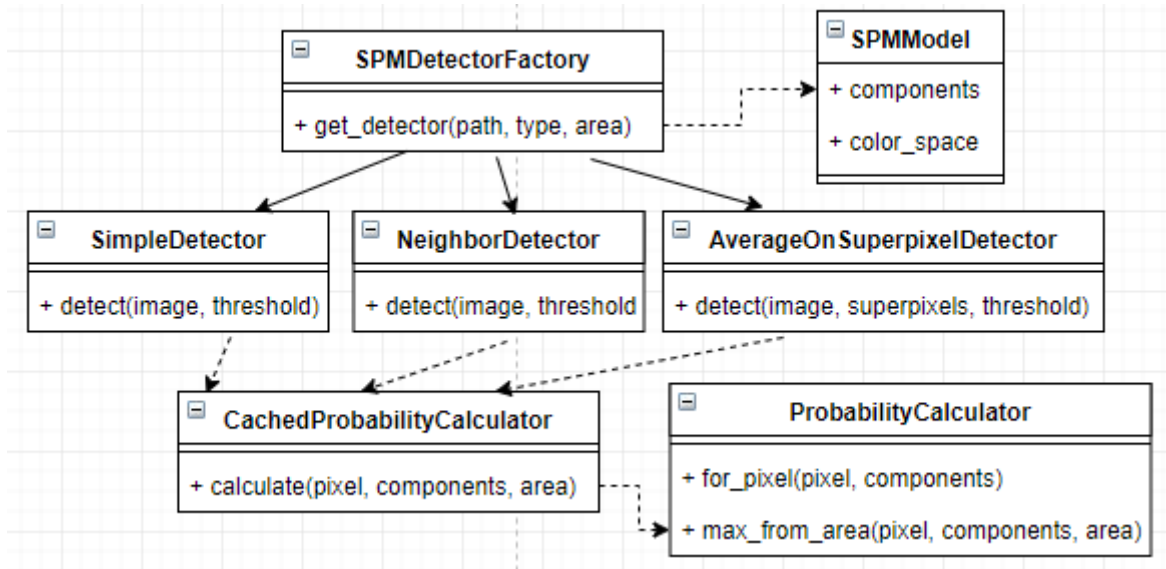 SPMDetectorFactory
+ get_detector(path, type, area)
SPMModel
+ components
+ color_space
SimpleDetector
+ detect(image, threshold)
NeighborDetector
+ detect(image, threshold
AverageOnSuperpixelDetector
+ detect(image, superpixels, threshold)
CachedProbabilityCalculator
+ calculate(pixel, components, area)
ProbabilityCalculator
+ for_pixel(pixel, components)
+ max_from_area(pixel, components, area)